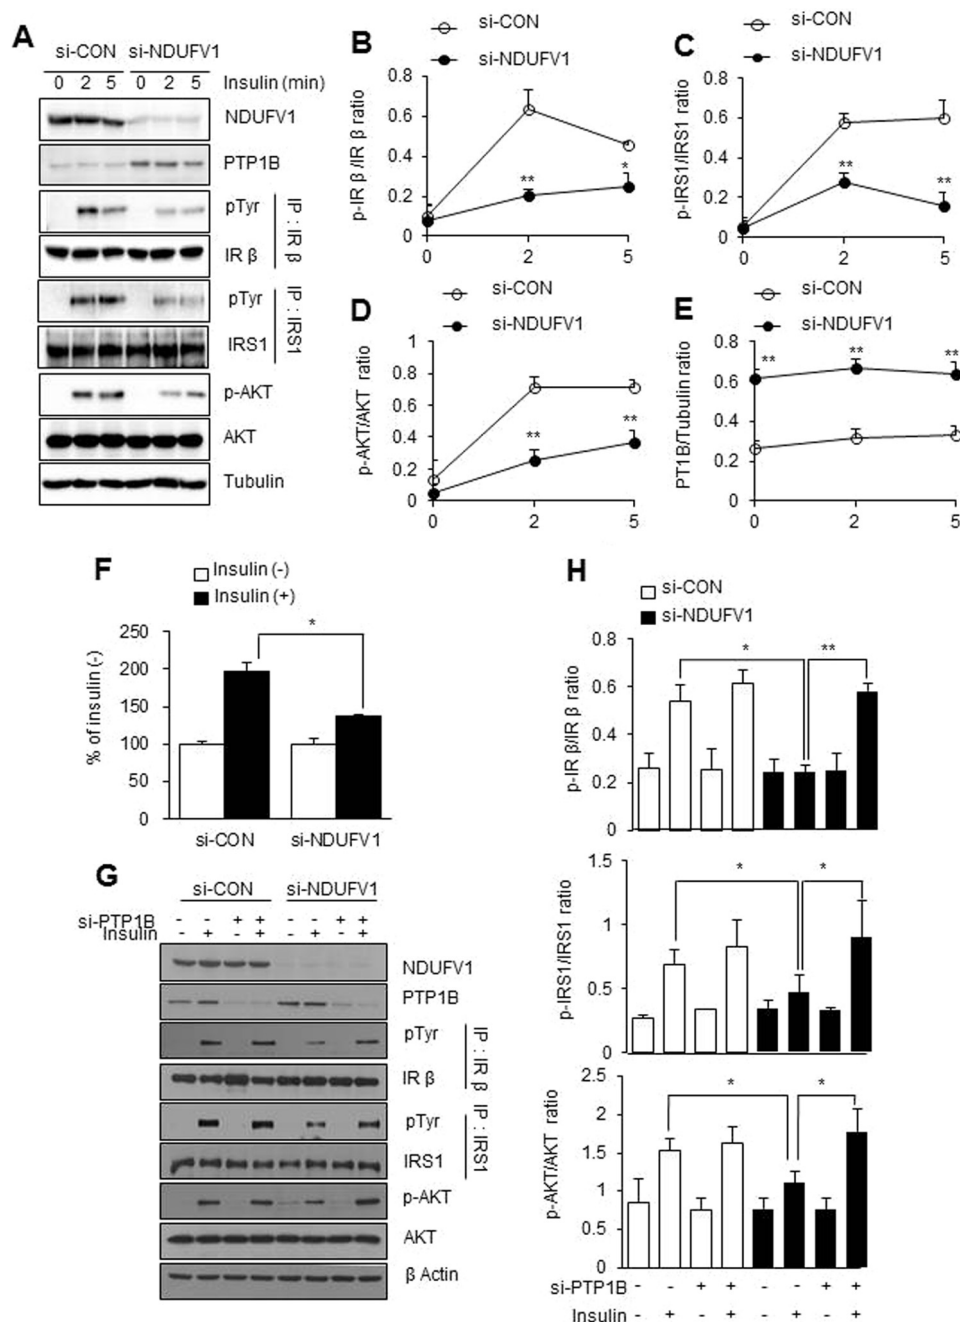 A
si-CON si-NDUFV1
0 2 5 0 2 5 Insulin (min)
NDUFV1
PTP1B
pTyr
IR β
IP : IR β
pTyr
IRS1
IP : IRS1
p-AKT
AKT
Tubulin
B
si-CON
si-NDUFV1
p-IR β/IR β ratio
0.8
0.6
0.4
0.2
0
** *
0 2 5
C
si-CON
si-NDUFV1
p-IRS1/IRS1 ratio
0.8
0.6
0.4
0.2
0
** **
0 2 5
D
si-CON
si-NDUFV1
p-AKT/AKT ratio
1
0.8
0.6
0.4
0.2
0
** **
0 2 5
E
si-CON
si-NDUFV1
PT1B/Tubulin ratio
0.8
0.6
0.4
0.2
0
** ** **
0 2 5
F
Insulin (-)
Insulin (+)
% of insulin (-)
250
200
150
100
50
0
*
si-CON si-NDUFV1
G
si-CON si-NDUFV1
si-PTP1B - - + + - - + +
Insulin - + - + - + - +
NDUFV1
PTP1B
pTyr
IR β
IP : IR β
pTyr
IRS1
IP : IRS1
p-AKT
AKT
β Actin
H
si-CON
si-NDUFV1
p-IR β/IR β ratio
0.8
0.6
0.4
0.2
0
* **
p-IRS1/IRS1 ratio
1.5
1
0.5
0
* *
p-AKT/AKT ratio
2.5
2
1.5
1
0.5
0
* *
si-PTP1B - - + + - - + +
Insulin - + - + - + - +